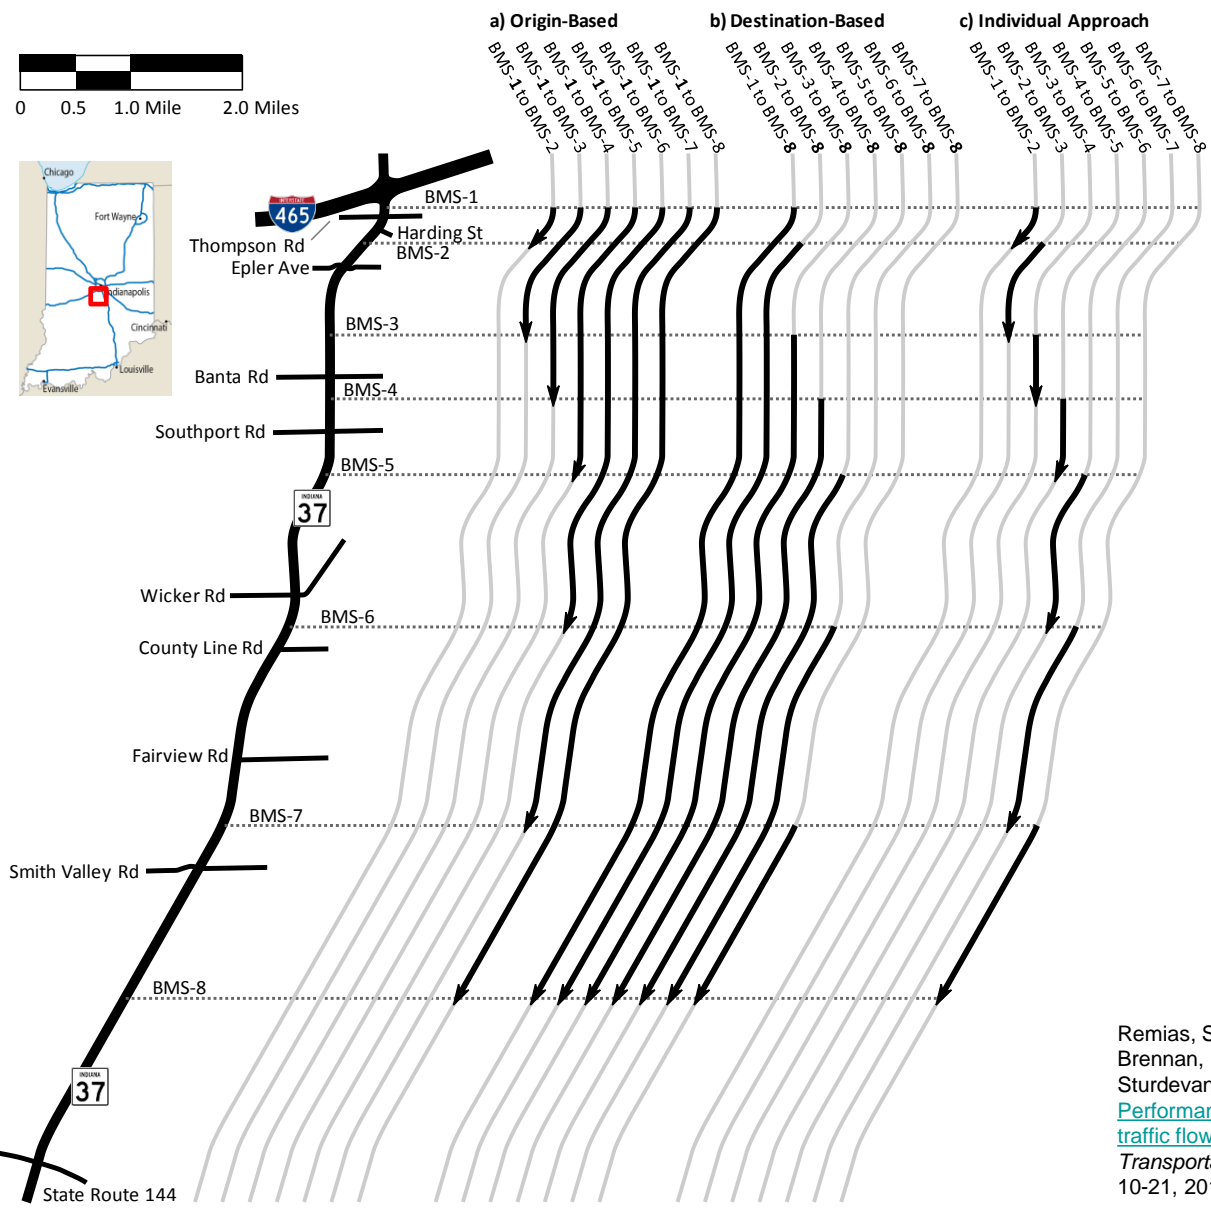 a) Origin-Based
b) Destination-Based
c) Individual Approach
BMS-1 to BMS-2
BMS-1 to BMS-3
BMS-1 to BMS-4
BMS-1 to BMS-5
BMS-1 to BMS-6
BMS-1 to BMS-7
BMS-1 to BMS-8
BMS-1 to BMS-8
BMS-2 to BMS-8
BMS-3 to BMS-8
BMS-4 to BMS-8
BMS-5 to BMS-8
BMS-6 to BMS-8
BMS-7 to BMS-8
BMS-1 to BMS-2
BMS-2 to BMS-3
BMS-3 to BMS-4
BMS-4 to BMS-5
BMS-5 to BMS-6
BMS-6 to BMS-7
BMS-7 to BMS-8
0 0.5 1.0 Mile 2.0 Miles
Chicago
Fort Wayne
Indianapolis
Cincinnati
Louisville
Evansville
INTERSTATE
465
BMS-1
Thompson Rd
Harding St
BMS-2
Epler Ave
BMS-3
Banta Rd
BMS-4
Southport Rd
BMS-5
INDIANA
37
Wicker Rd
BMS-6
County Line Rd
Fairview Rd
BMS-7
Smith Valley Rd
BMS-8
INDIANA
37
State Route 144
Remias, S
Brennan,
Sturdevan
Performan
traffic flow
Transporta
10-21, 201